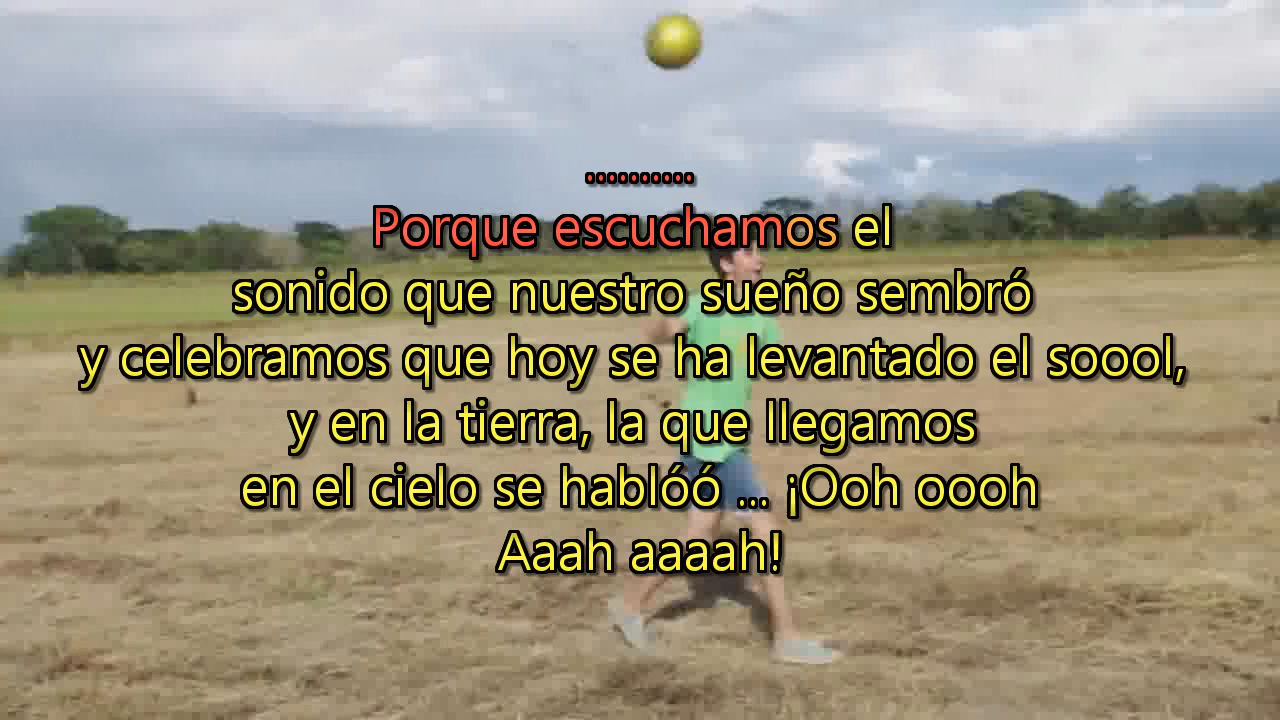 ..........
Porque escuchamos el
sonido que nuestro sueño sembró
y celebramos que hoy se ha levantado el soool,
y en la tierra, la que llegamos
en el cielo se hablóó ... ¡Ooh oooh
Aaah aaaah!